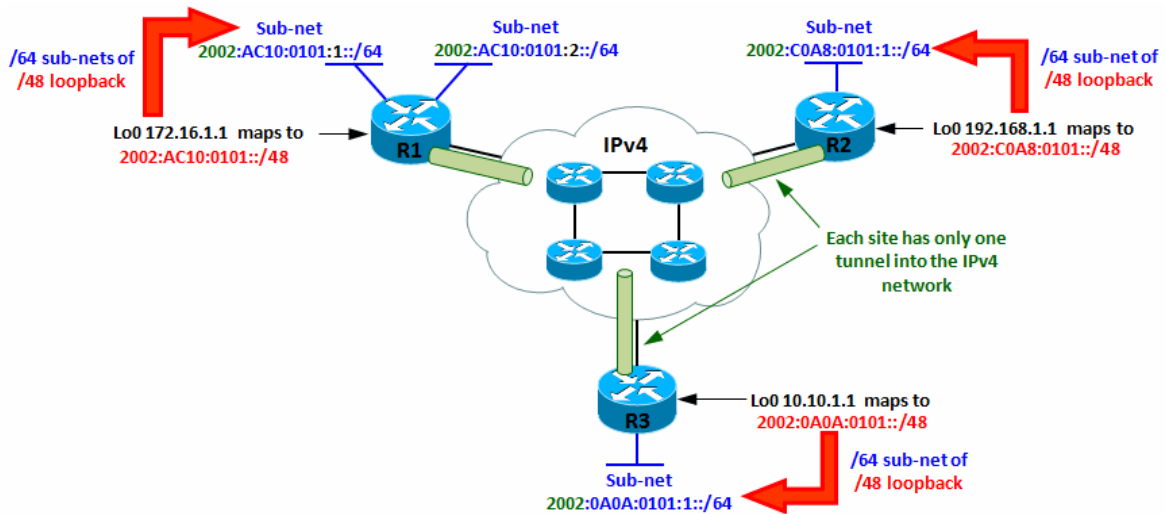 Sub-net
2002:AC10:0101:1::/64
Sub-net
2002:AC10:0101:2::/64
Sub-net
2002:C0A8:0101:1::/64
/64 sub-nets of
/48 loopback
/64 sub-net of
/48 loopback
Lo0 172.16.1.1 maps to
2002:AC10:0101::/48
R1
IPv4
R2
Lo0 192.168.1.1 maps to
2002:C0A8:0101::/48
Each site has only one
tunnel into the IPv4
network
R3
Lo0 10.10.1.1 maps to
2002:0A0A:0101::/48
Sub-net
2002:0A0A:0101:1::/64
/64 sub-net of
/48 loopback